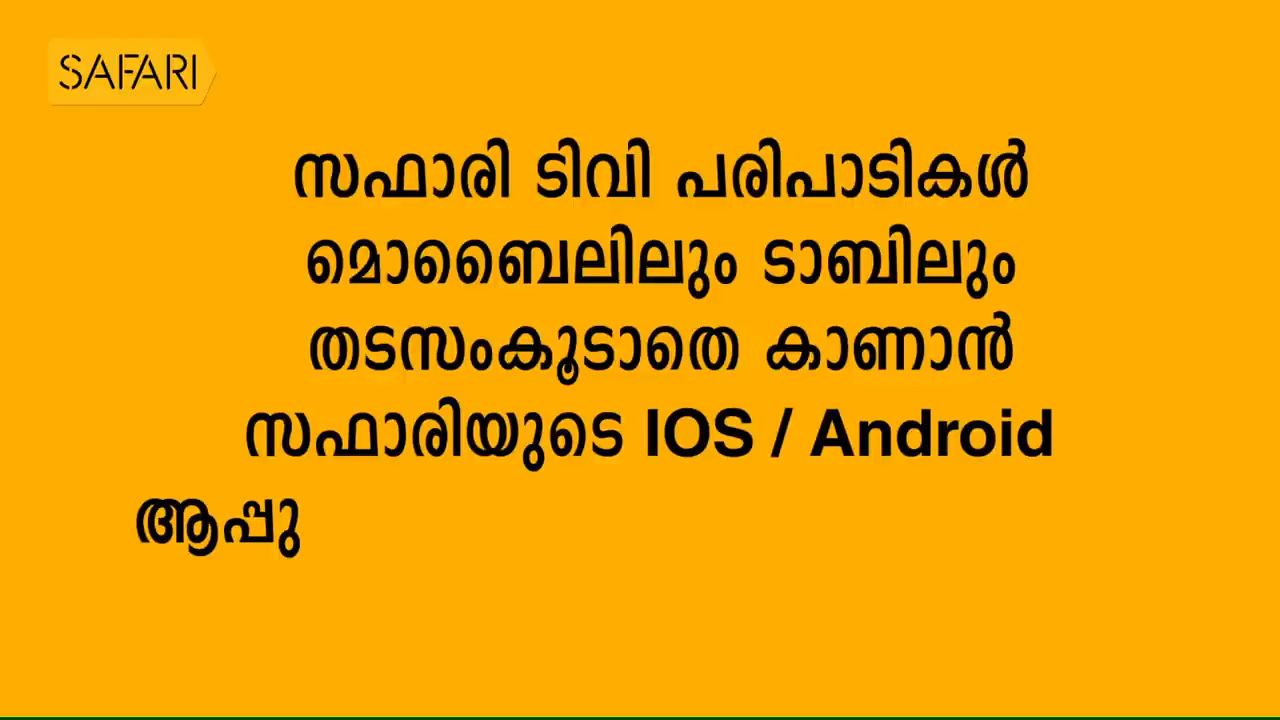 SAFARI
സഫാരി ടിവി പരിപാടികൾ
മൊബൈലിലും ടാബിലും
തടസംകൂടാതെ കാണാൻ
സഫാരിയുടെ IOS / Android
ആപ്പു